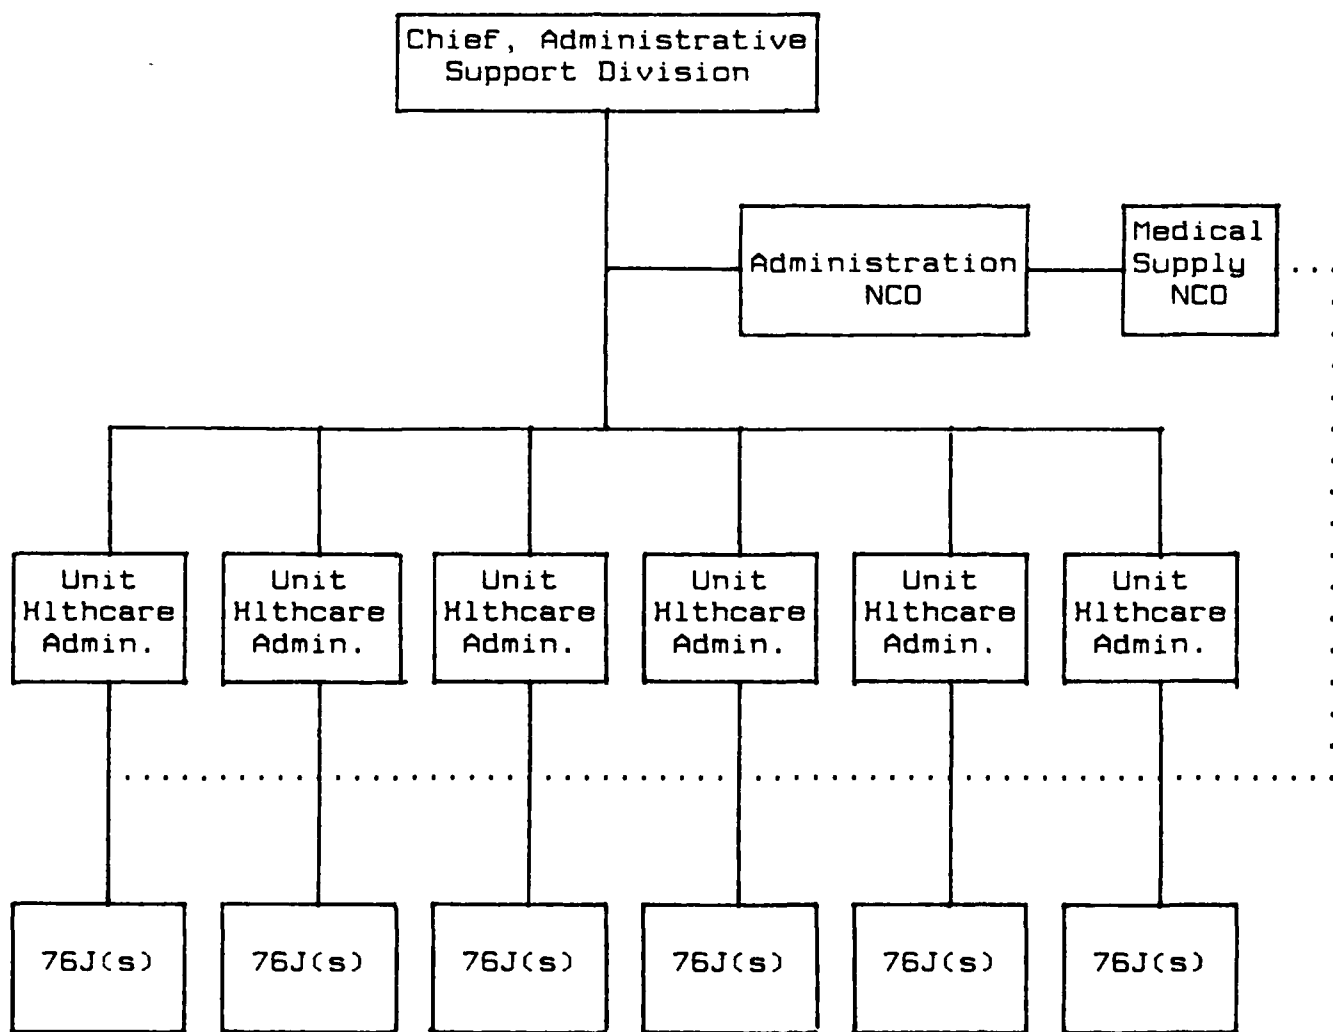 Chief, Administrative
Support Division
Administration
NCO
Medical
Supply
NCO
Unit
Hlthcare
Admin.
Unit
Hlthcare
Admin.
Unit
Hlthcare
Admin.
Unit
Hlthcare
Admin.
Unit
Hlthcare
Admin.
Unit
Hlthcare
Admin.
76J(s)
76J(s)
76J(s)
76J(s)
76J(s)
76J(s)